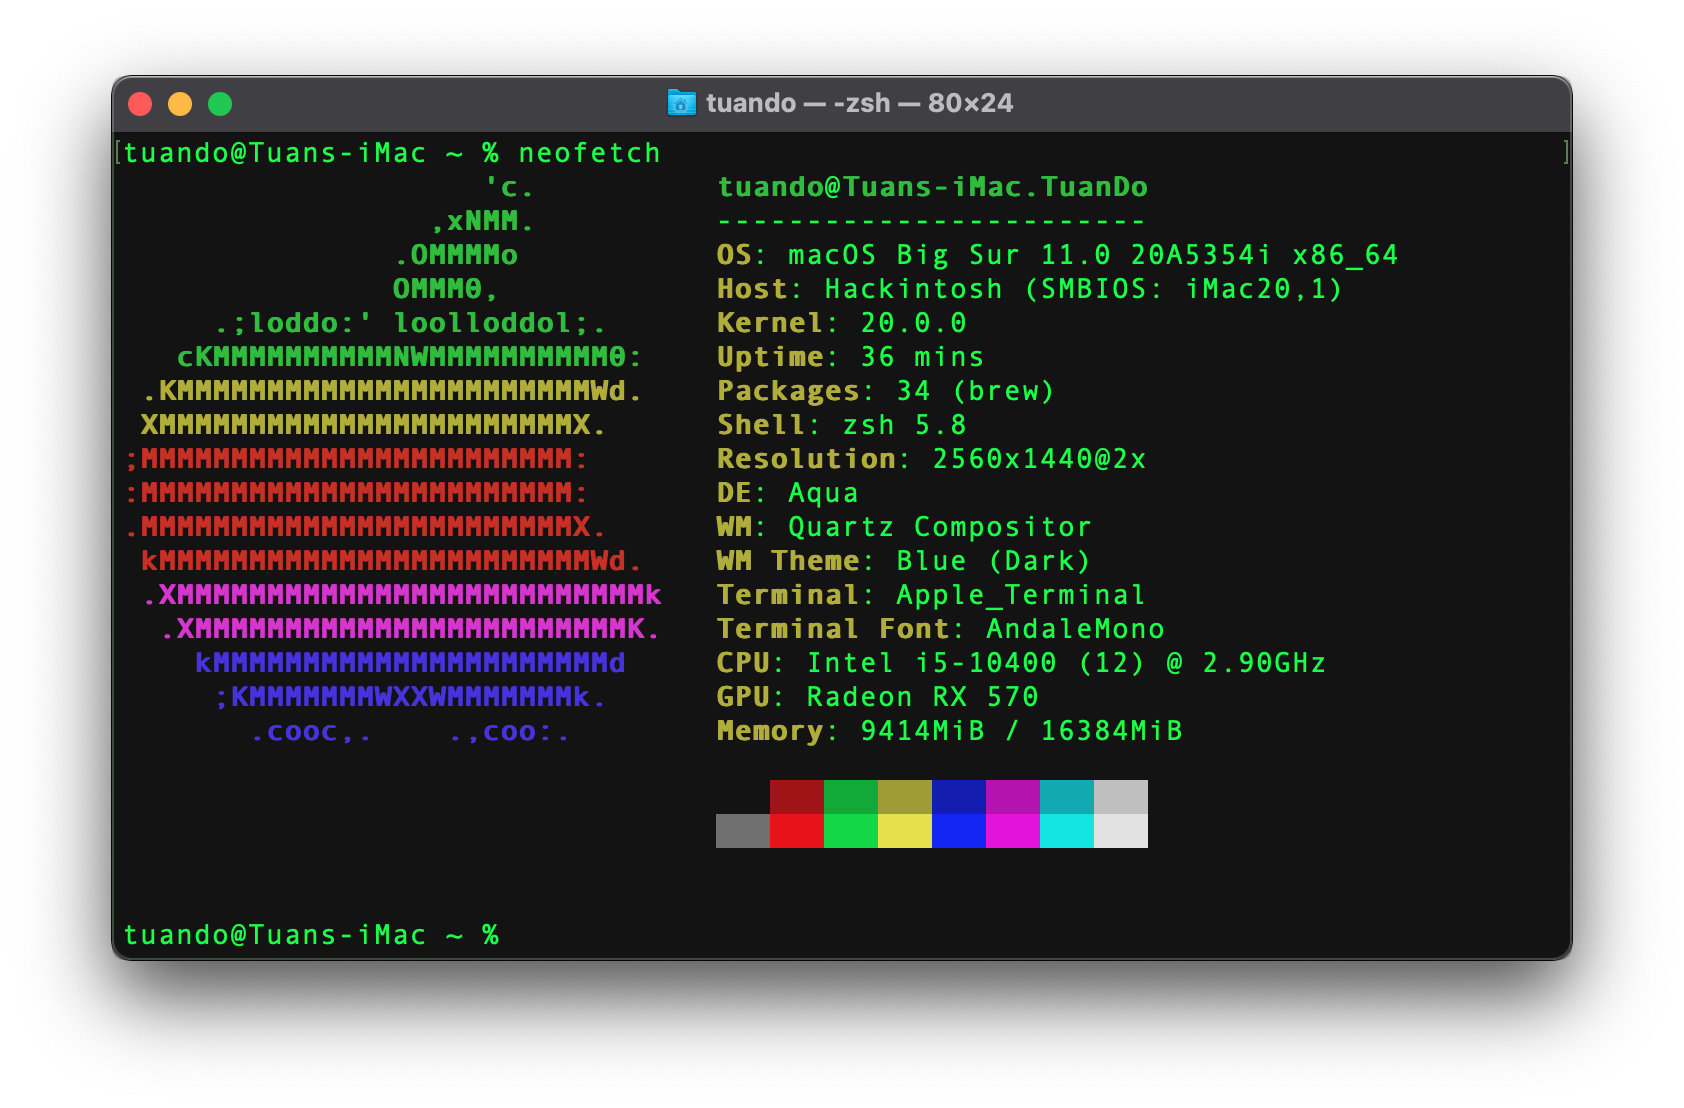 tuando — -zsh — 80×24
tuando@Tuans-iMac ~ % neofetch
                    'c.          tuando@Tuans-iMac.TuanDo
                 ,xNMM.          ------------------------
               .OMMMMo           OS: macOS Big Sur 11.0 20A5354i x86_64
               OMMM0,            Host: Hackintosh (SMBIOS: iMac20,1)
     .;loddo:' loolloddol;.      Kernel: 20.0.0
   cKMMMMMMMMMMNWMMMMMMMMMM0:    Uptime: 36 mins
 .KMMMMMMMMMMMMMMMMMMMMMMMWd.    Packages: 34 (brew)
 XMMMMMMMMMMMMMMMMMMMMMMMX.      Shell: zsh 5.8
;MMMMMMMMMMMMMMMMMMMMMMMM:       Resolution: 2560x1440@2x
:MMMMMMMMMMMMMMMMMMMMMMMM:       DE: Aqua
.MMMMMMMMMMMMMMMMMMMMMMMMX.      WM: Quartz Compositor
 kMMMMMMMMMMMMMMMMMMMMMMMMWd.    WM Theme: Blue (Dark)
 .XMMMMMMMMMMMMMMMMMMMMMMMMMMk   Terminal: Apple_Terminal
  .XMMMMMMMMMMMMMMMMMMMMMMMMK.   Terminal Font: AndaleMono
    kMMMMMMMMMMMMMMMMMMMMMMd     CPU: Intel i5-10400 (12) @ 2.90GHz
     ;KMMMMMMMWXXWMMMMMMMk.      GPU: Radeon RX 570
       .cooc,.    .,coo:.        Memory: 9414MiB / 16384MiB
tuando@Tuans-iMac ~ %